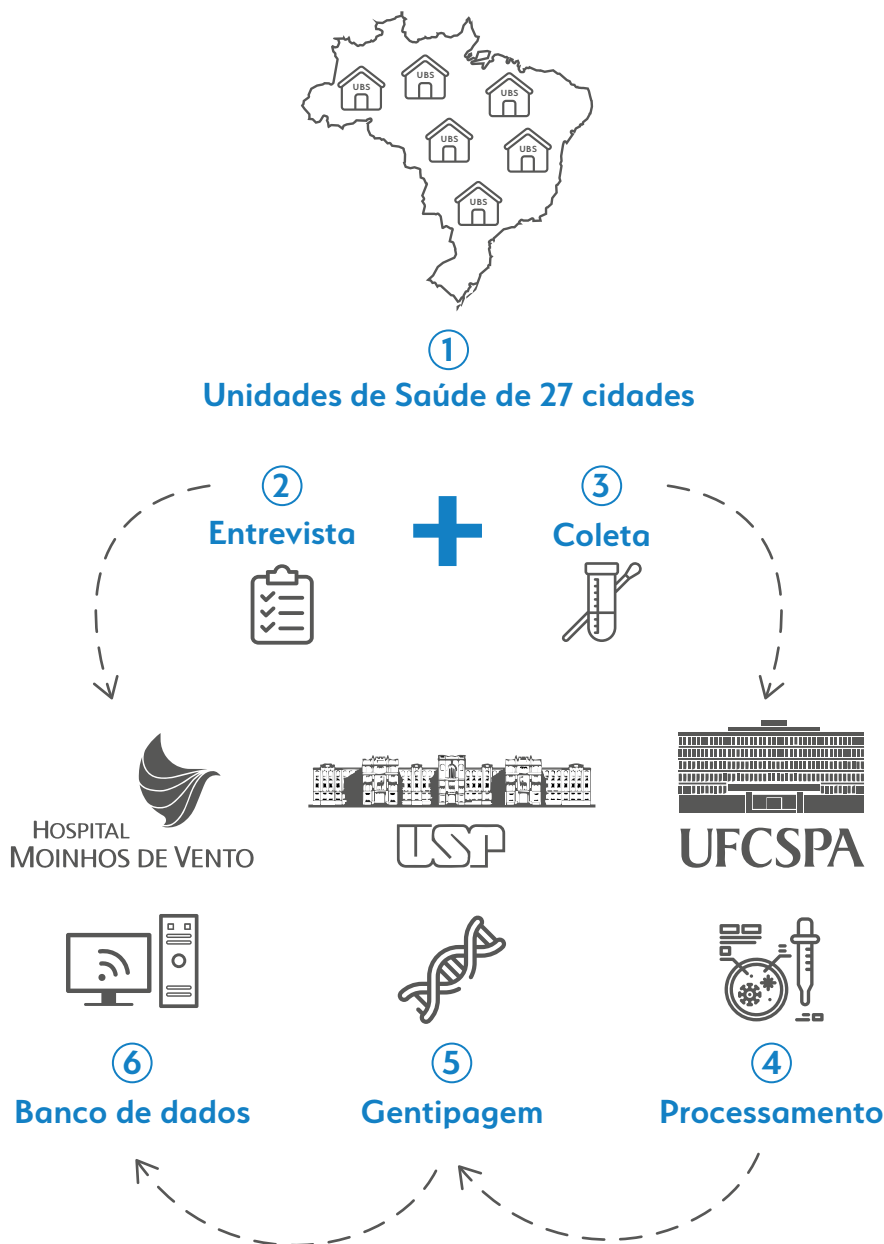 UBS
UBS
UBS
UBS
UBS
UBS
1
Unidades de Saúde de 27 cidades
2
Entrevista
3
Coleta
HOSPITAL
MOINHOS DE VENTO
USP
UFCSPA
6
Banco de dados
5
Gentipagem
4
Processamento